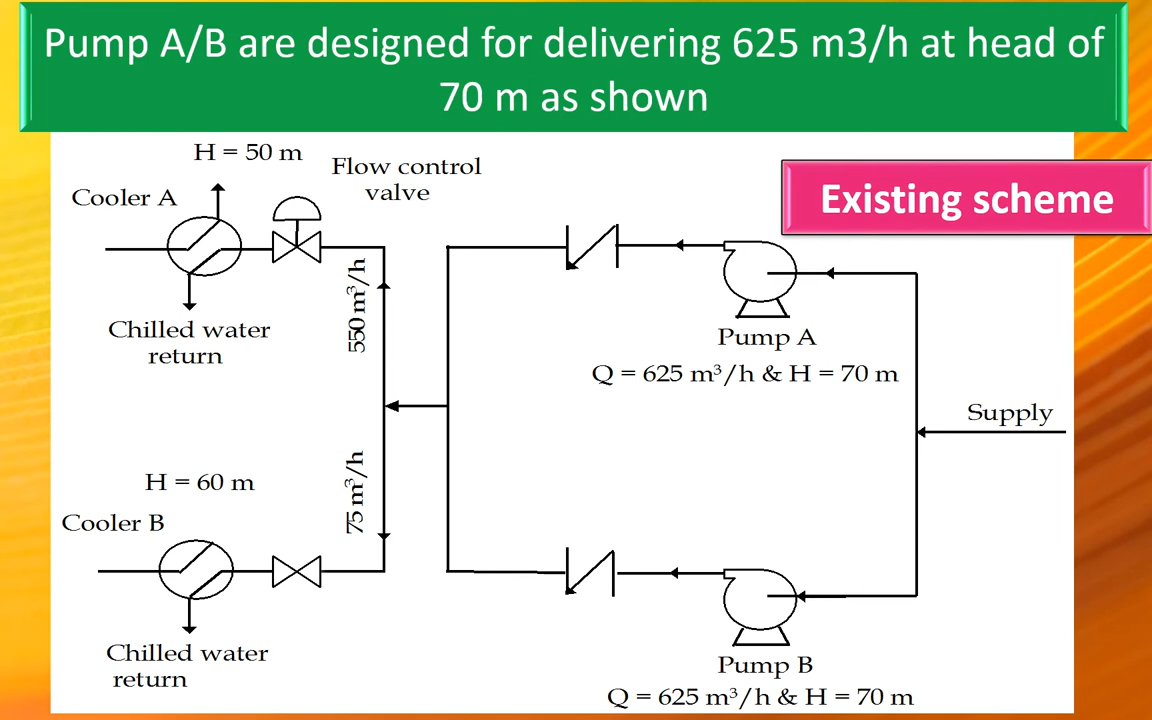 Pump A/B are designed for delivering 625 m3/h at head of
70 m as shown
Existing scheme
H = 50 m
Flow control
valve
Cooler A
550 m³/h
Chilled water
return
Pump A
Q = 625 m³/h & H = 70 m
Supply
H = 60 m
75 m³/h
Cooler B
Chilled water
return
Pump B
Q = 625 m³/h & H = 70 m